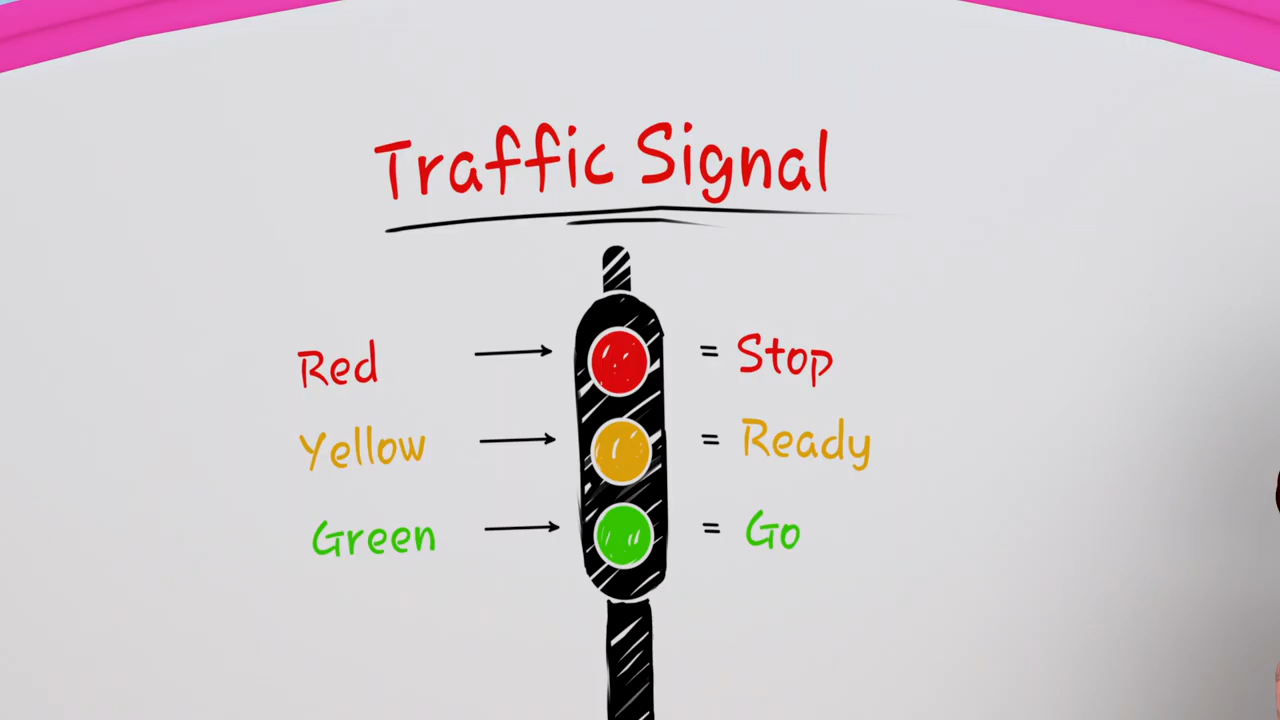 Traffic Signal
Red = Stop
Yellow = Ready
Green = Go